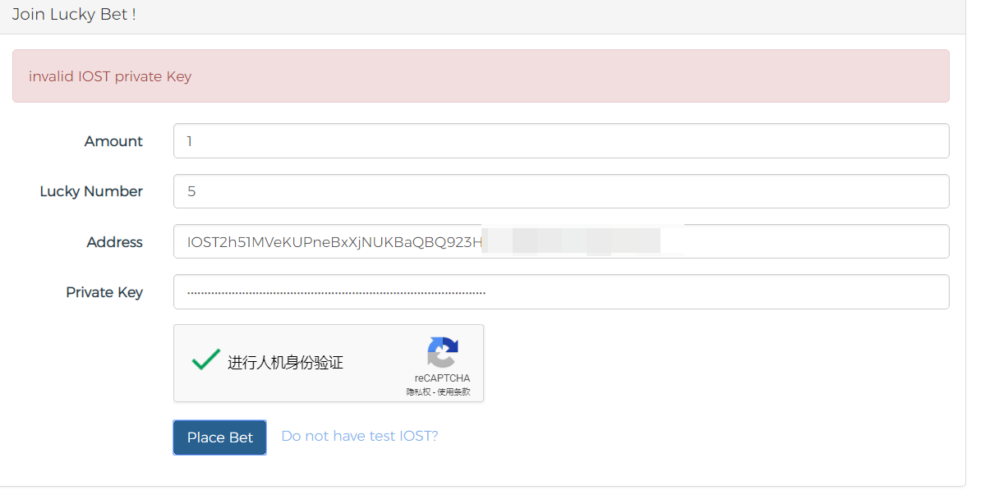 Join Lucky Bet !
invalid IOST private Key
Amount
1
Lucky Number
5
Address
IOST2h51MVeKUPneBxXjNUKBaQBQ923H
Private Key
进行人机身份验证
reCAPTCHA
隐私权 - 使用条款
Place Bet
Do not have test IOST?